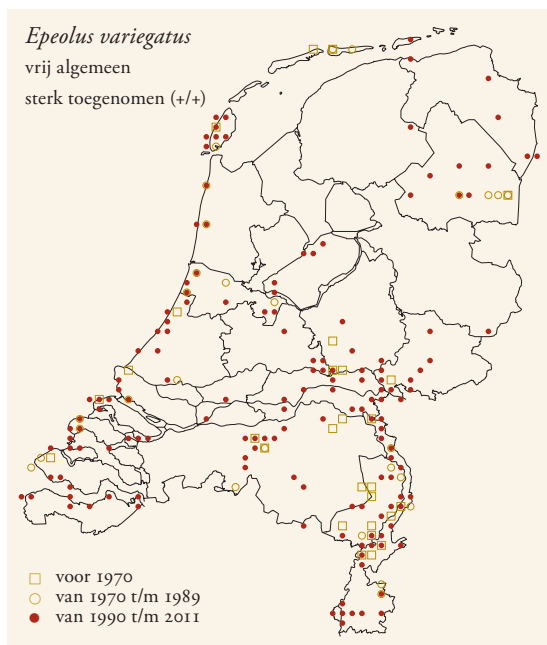 Epeolus variegatus
vrij algemeen
sterk toegenomen (+/+)
voor 1970
van 1970 t/m 1989
van 1990 t/m 2011